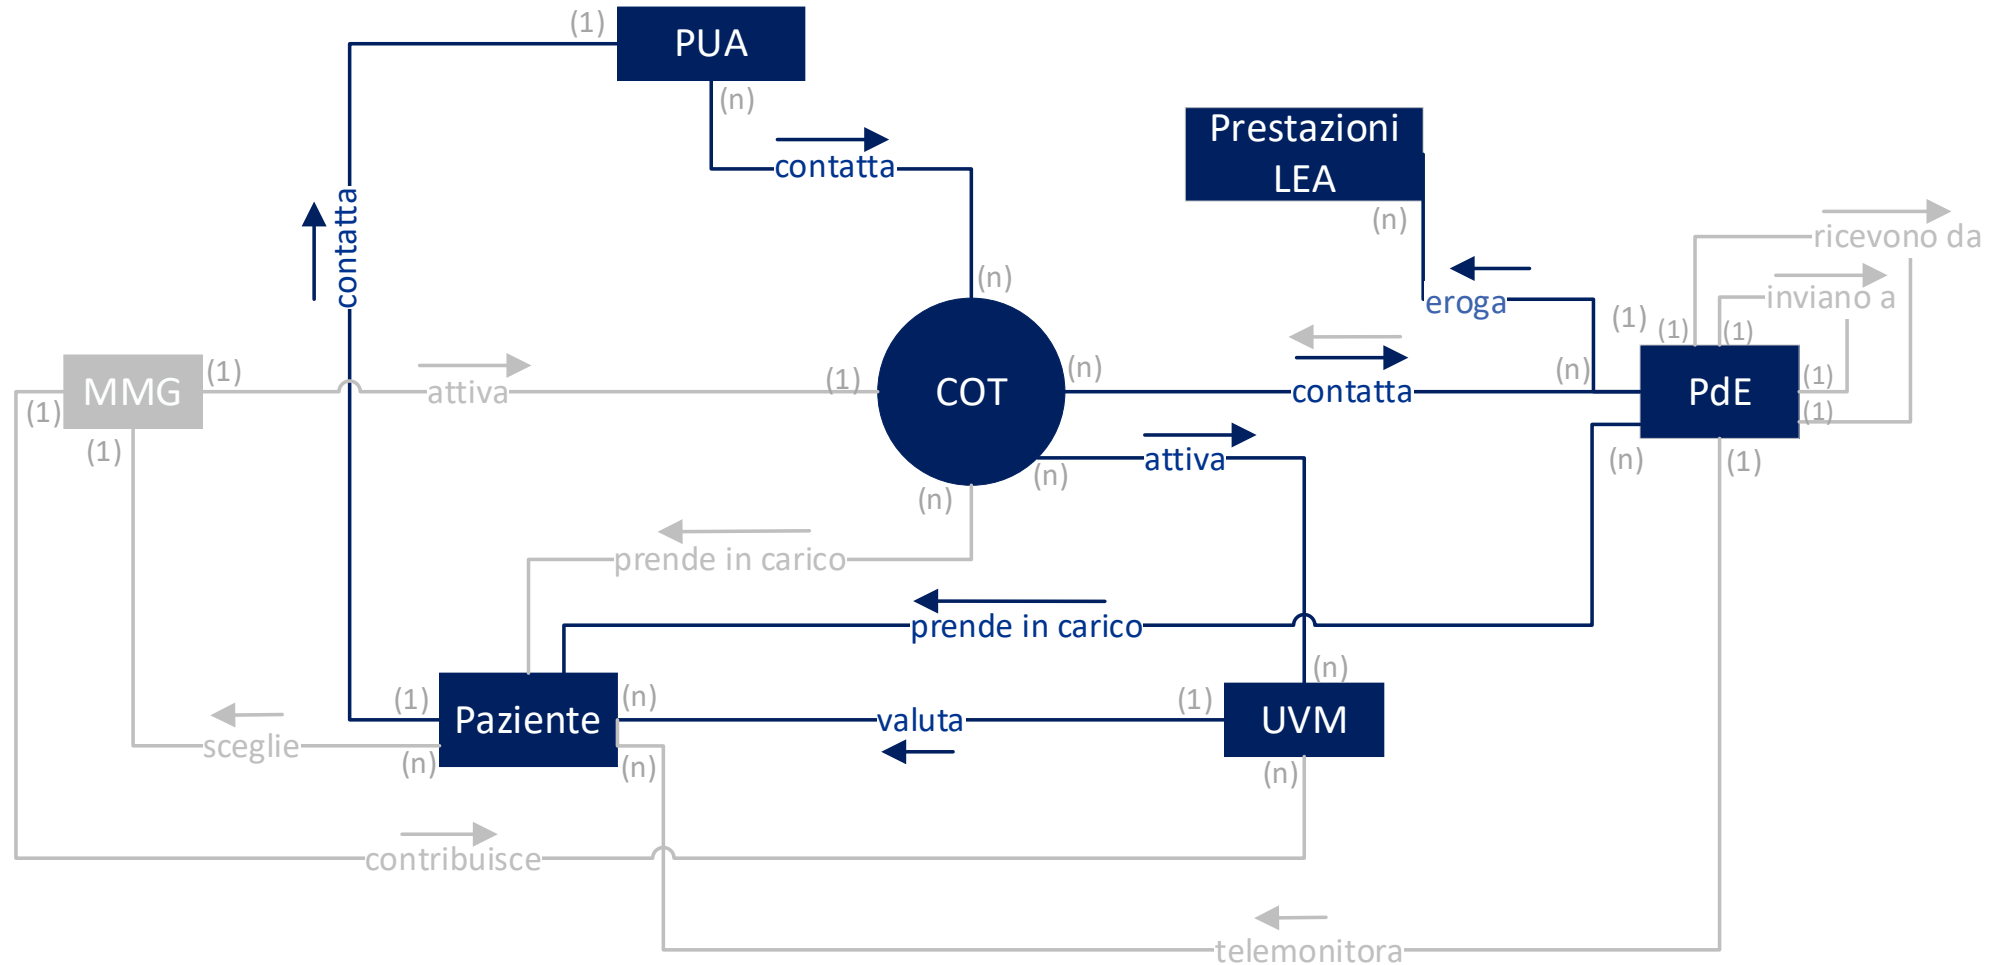 (1)
PUA
(n)
contatta
Prestazioni
LEA
(n)
contatta
ricevono da
inviano a
(n)
eroga
(1)
(1)
(1)
MMG
(1)
attiva
(1)
COT
(n)
contatta
(n)
PdE
(1)
(1)
(1)
(1)
attiva
(n)
(n)
(n)
(1)
prende in carico
prende in carico
(n)
(1)
Paziente
(n)
valuta
(1)
UVM
sceglie
(n)
(n)
(n)
contribuisce
telemonitora